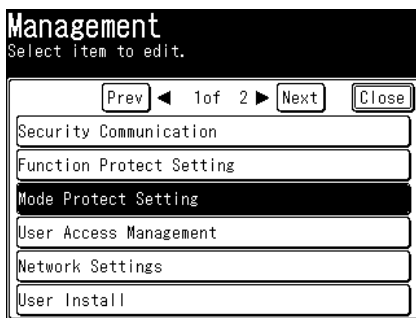 Management
Select item to edit.
Prev ◀ 1of 2 ▶ Next Close
Security Communication
Function Protect Setting
Mode Protect Setting
User Access Management
Network Settings
User Install